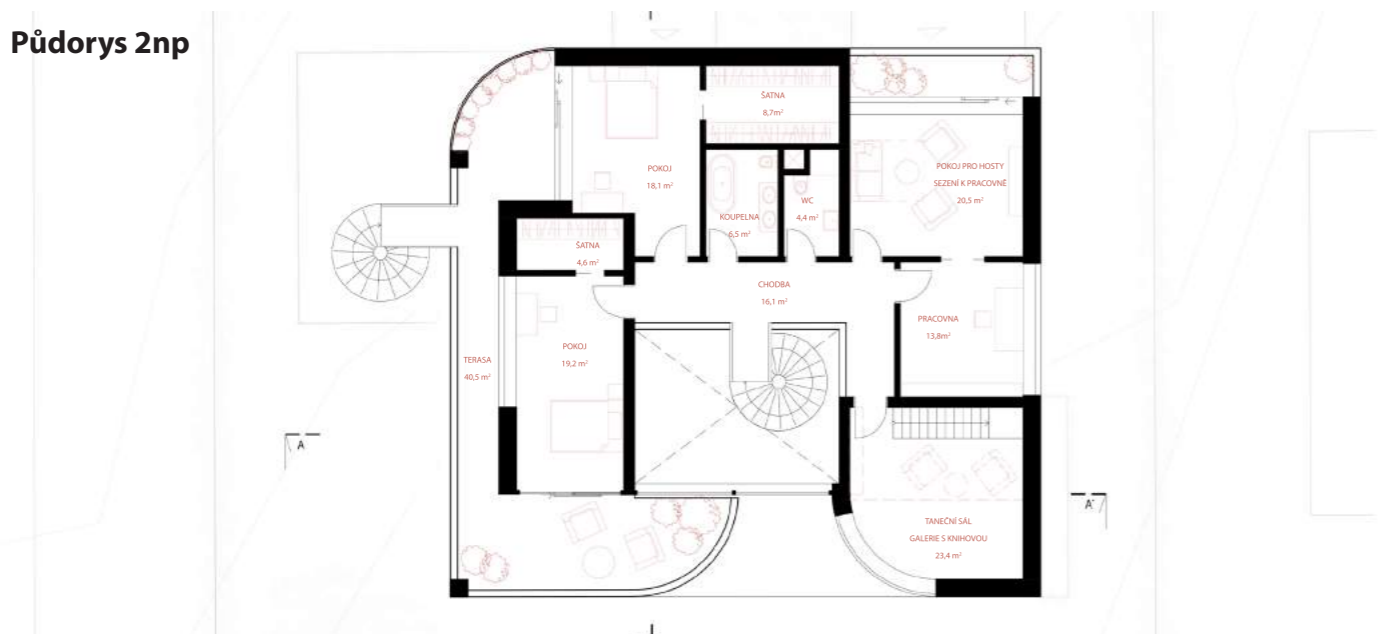 Půdorys 2np
ŠATNA
8,7m²
POKOJ
18,1 m²
POKOJ PRO HOSTY
SEZENÍ K PRACOVNĚ
20,5 m²
WC
4,4 m²
KOUPELNA
6,5 m²
ŠATNA
4,6 m²
CHODBA
16,1 m²
PRACOVNA
13,8m²
POKOJ
19,2 m²
TERASA
40,5 m²
A
A'
TANEČNÍ SÁL
GALERIE S KNIHOVOU
23,4 m²